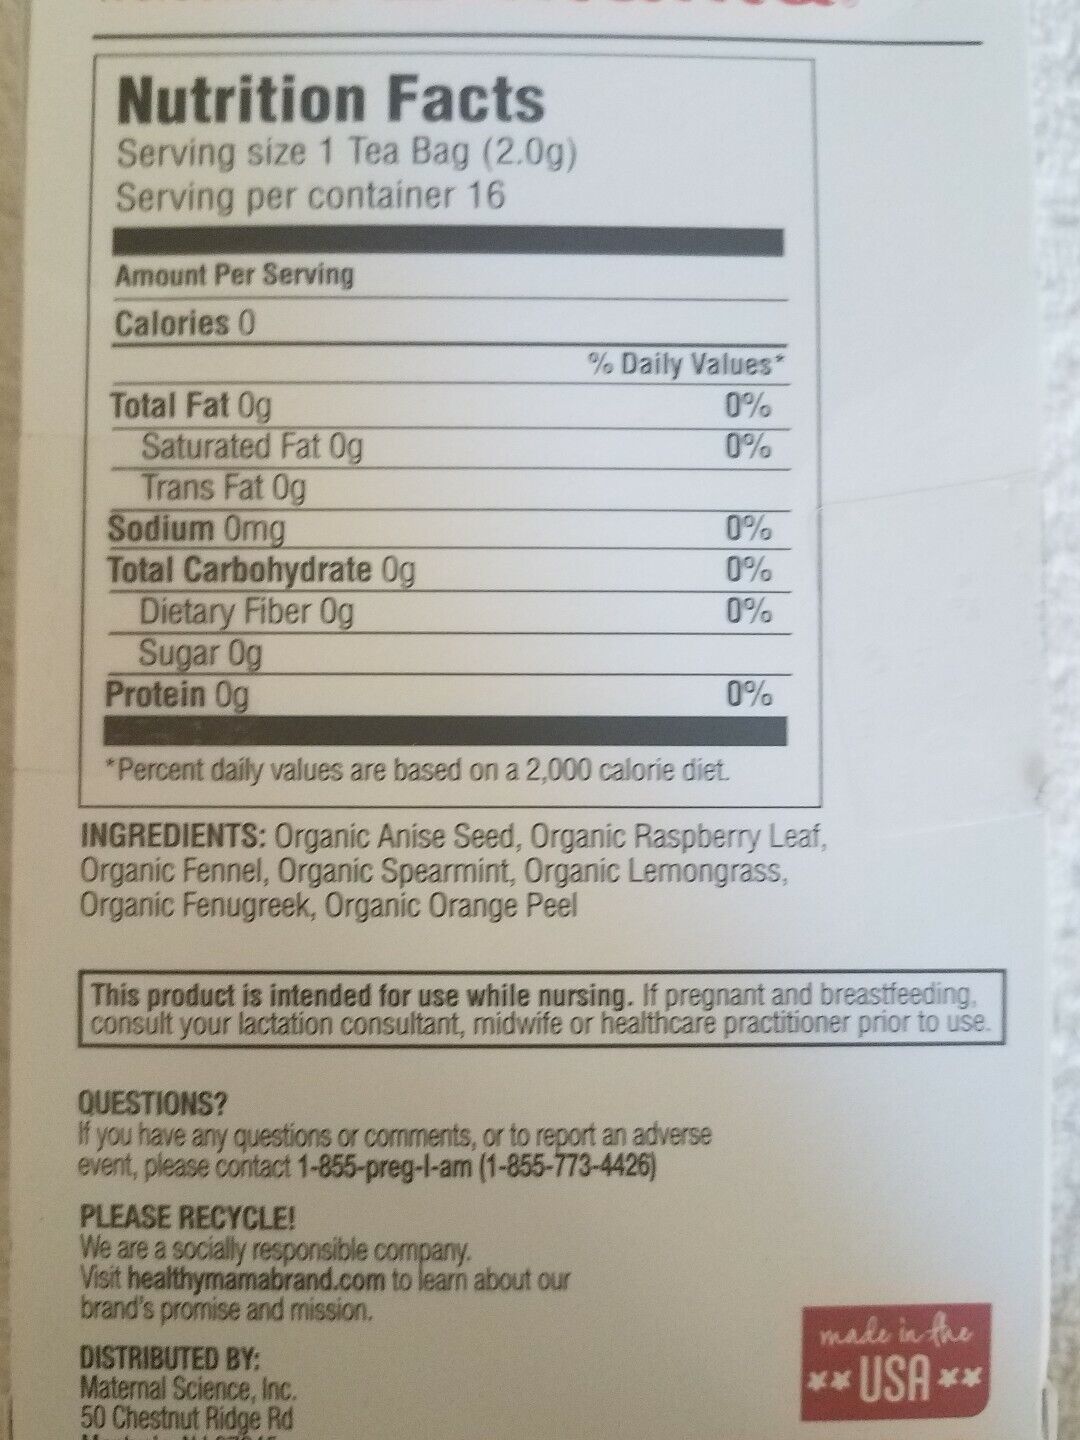 Nutrition Facts
Serving size 1 Tea Bag (2.0g)
Serving per container 16
Amount Per Serving
Calories 0
% Daily Values*
Total Fat 0g 0%
Saturated Fat 0g 0%
Trans Fat 0g
Sodium 0mg 0%
Total Carbohydrate 0g 0%
Dietary Fiber 0g 0%
Sugar 0g
Protein 0g 0%
*Percent daily values are based on a 2,000 calorie diet.
INGREDIENTS: Organic Anise Seed, Organic Raspberry Leaf,
Organic Fennel, Organic Spearmint, Organic Lemongrass,
Organic Fenugreek, Organic Orange Peel
This product is intended for use while nursing. If pregnant and breastfeeding,
consult your lactation consultant, midwife or healthcare practitioner prior to use.
QUESTIONS?
If you have any questions or comments, or to report an adverse
event, please contact 1-855-preg-I-am (1-855-773-4426)
PLEASE RECYCLE!
We are a socially responsible company.
Visit healthymamabrand.com to learn about our
brand's promise and mission.
made in the
USA
DISTRIBUTED BY:
Maternal Science, Inc.
50 Chestnut Ridge Rd